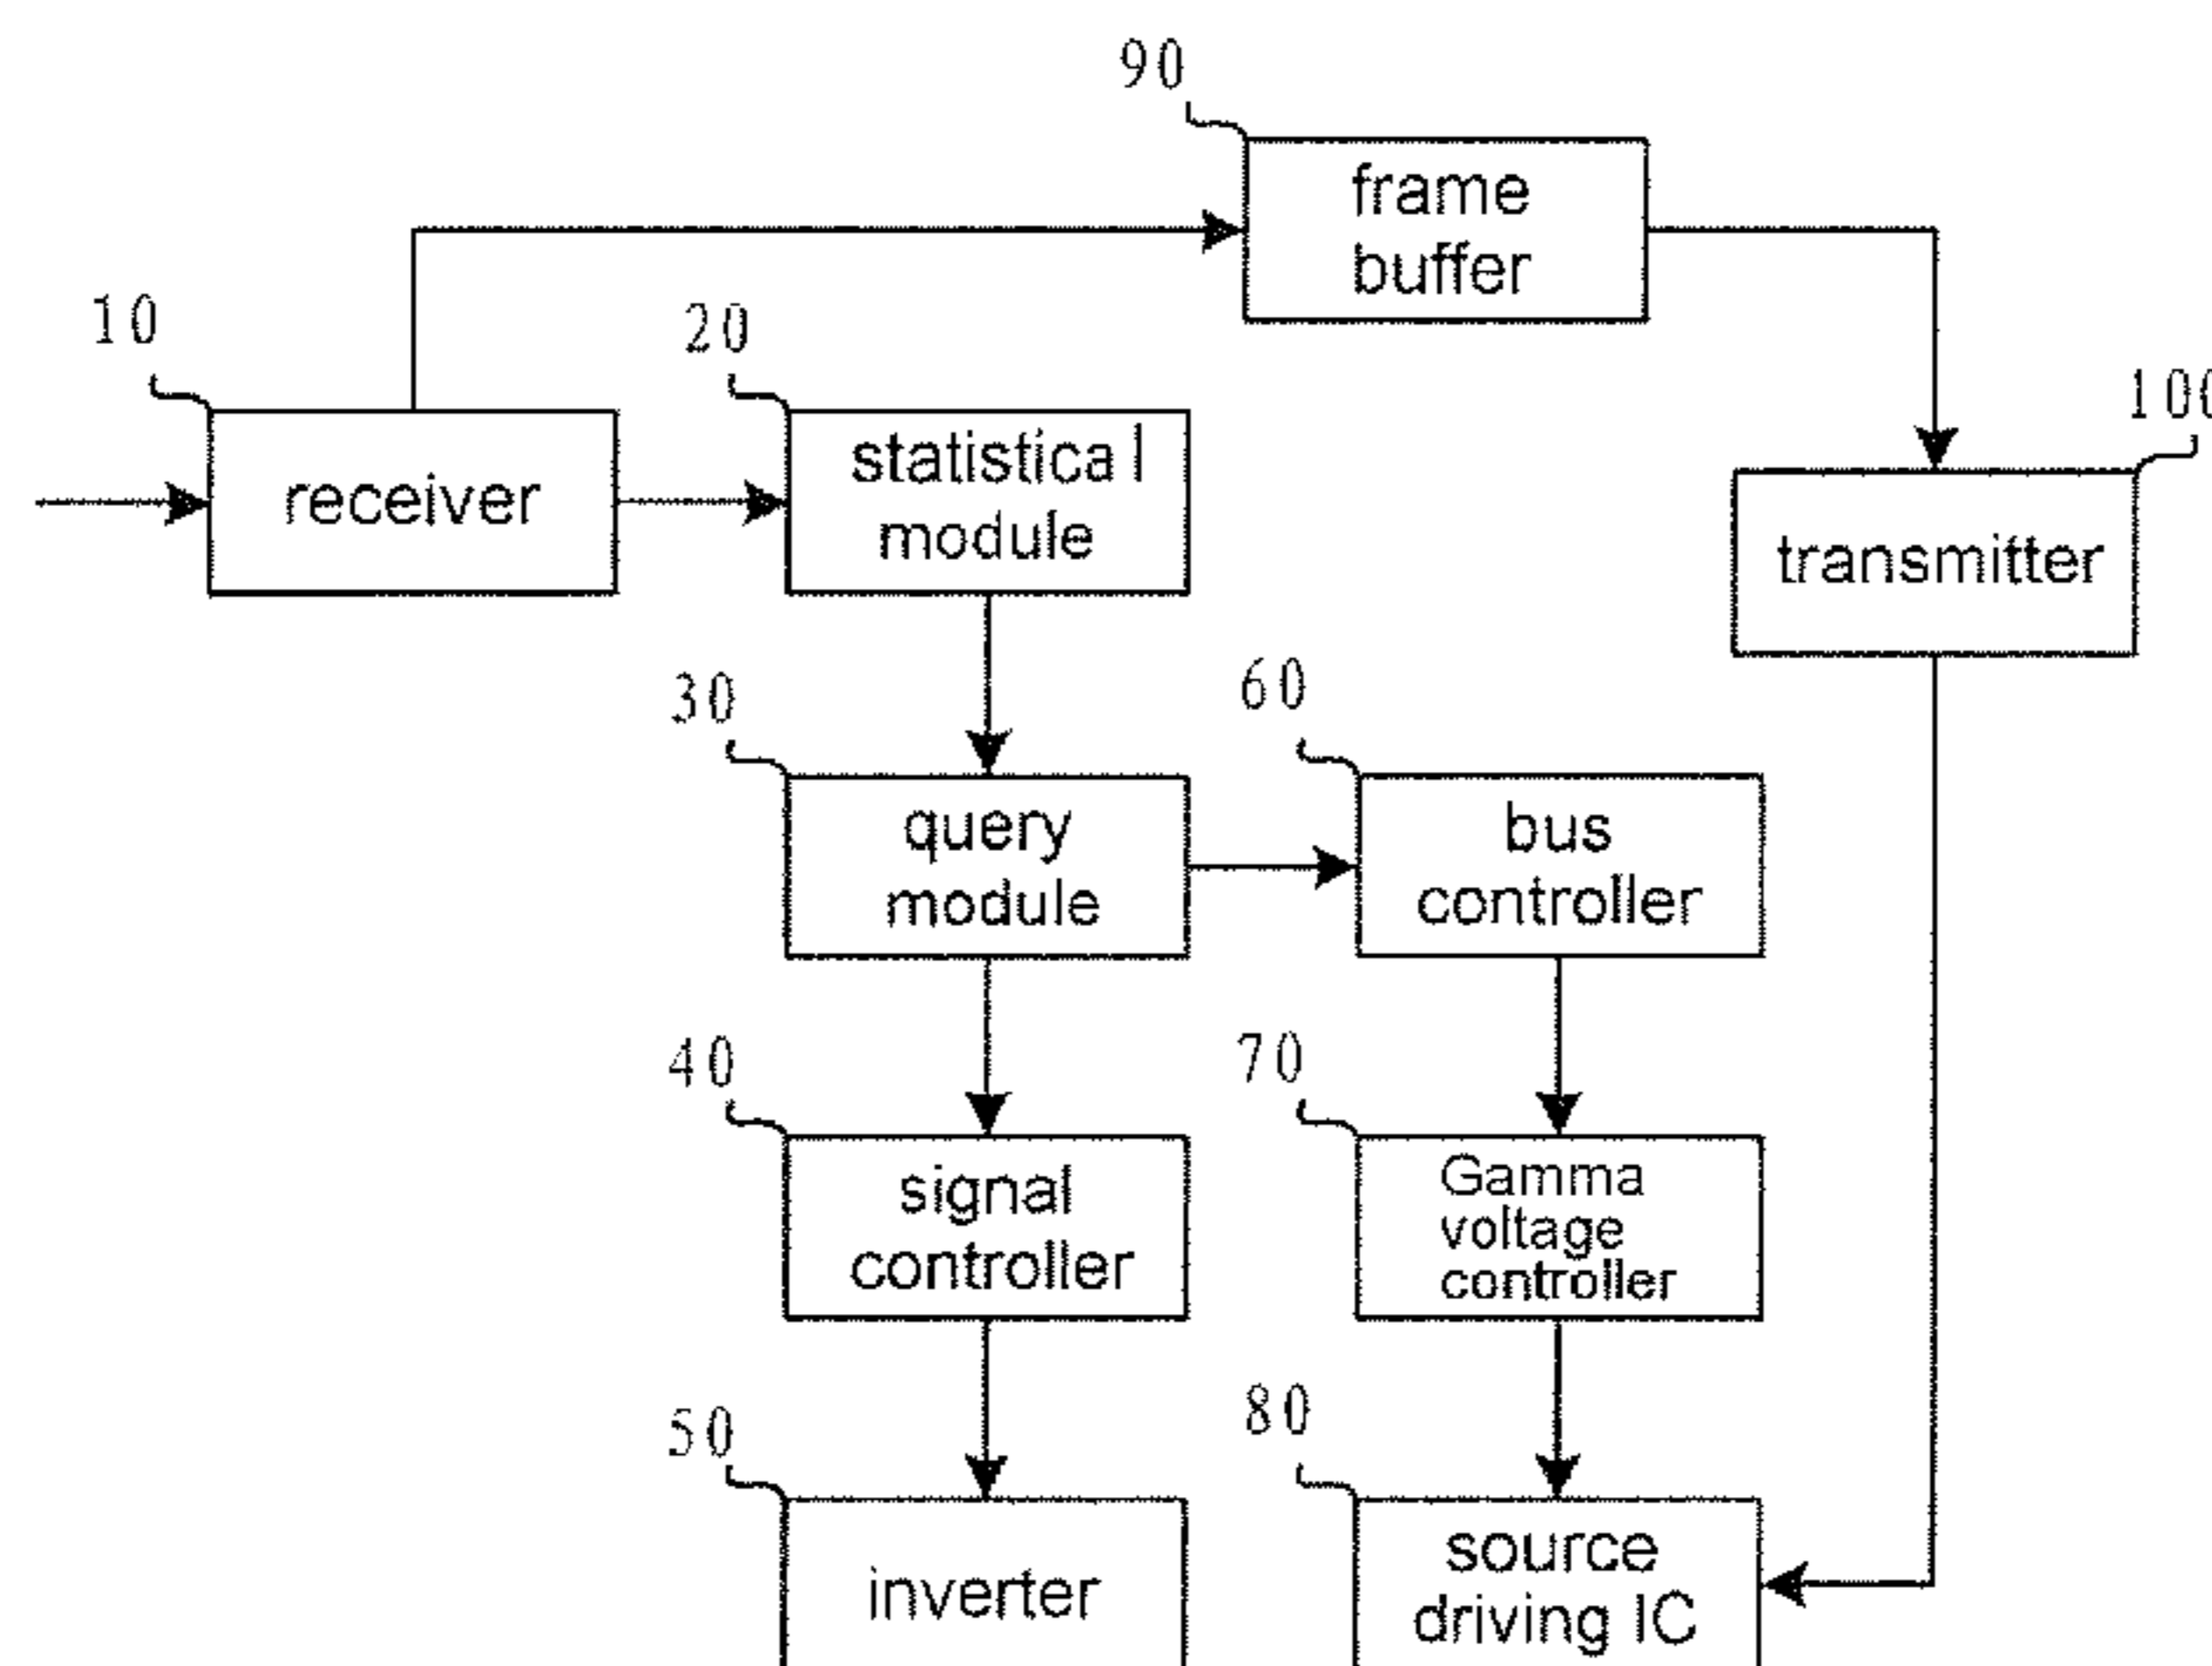 90
frame
buffer
10
20
100
receiver
statistical
module
transmitter
30
60
query
module
bus
controller
40
70
signal
controller
Gamma
voltage
controller
50
80
inverter
source
driving IC